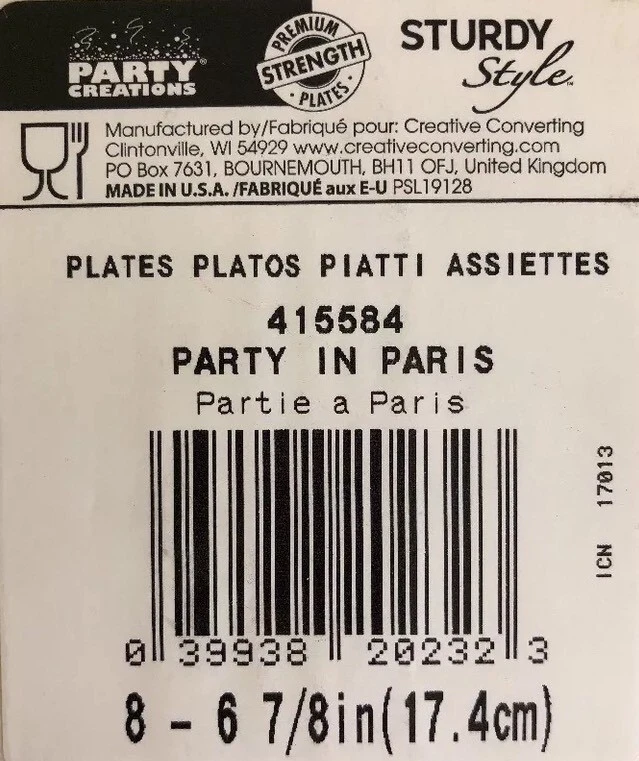 PARTY®
CREATIONS
PREMIUM
STRENGTH
• PLATES •
STURDY
Style™
Manufactured by/Fabriqué pour: Creative Converting
Clintonville, WI 54929 www.creativeconverting.com
PO Box 7631, BOURNEMOUTH, BH11 OFJ, United Kingdom
MADE IN U.S.A. /FABRIQUÉ aux E-U PSL19128
PLATES PLATOS PIATTI ASSIETTES
415584
PARTY IN PARIS
Partie a Paris
ICN 17013
0 39938 20232 3
8 - 6 7/8in(17.4cm)